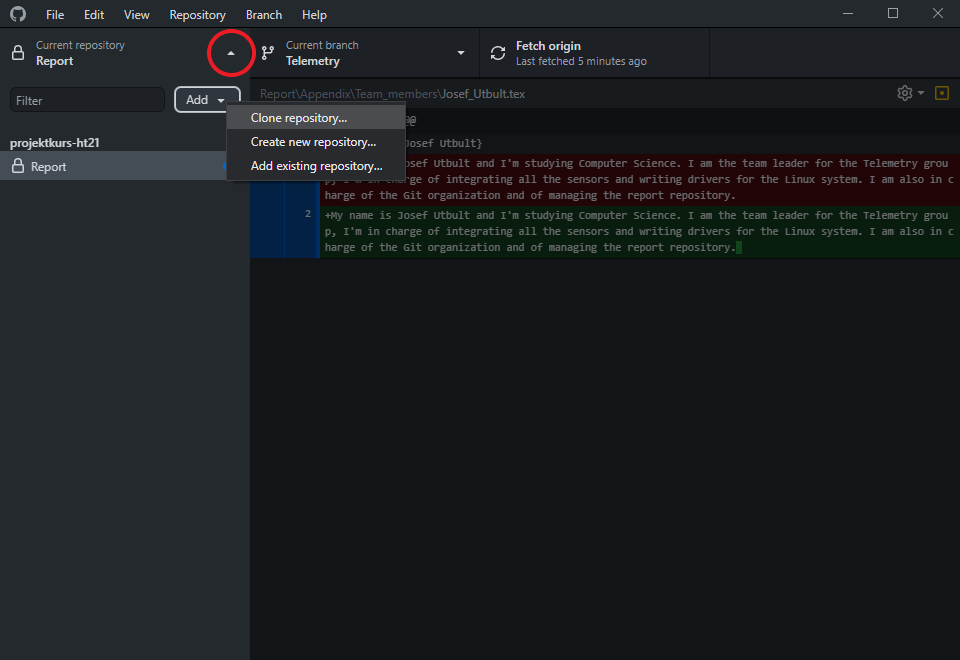 File Edit View Repository Branch Help
Current repository
Report
Current branch
Telemetry
Fetch origin
Last fetched 5 minutes ago
Filter
Add
Report\Appendix\Team_members\Josef_Utbult.tex
Clone repository...
Create new repository...
Add existing repository...
projektkurs-ht21
Report
@@
Josef Utbult}
osef Utbult and I'm studying Computer Science. I am the team leader for the Telemetry grou
p, I'm in charge of integrating all the sensors and writing drivers for the Linux system. I am also in c
harge of the Git organization and of managing the report repository.
2 +My name is Josef Utbult and I'm studying Computer Science. I am the team leader for the Telemetry grou
p, I'm in charge of integrating all the sensors and writing drivers for the Linux system. I am also in c
harge of the Git organization and of managing the report repository.